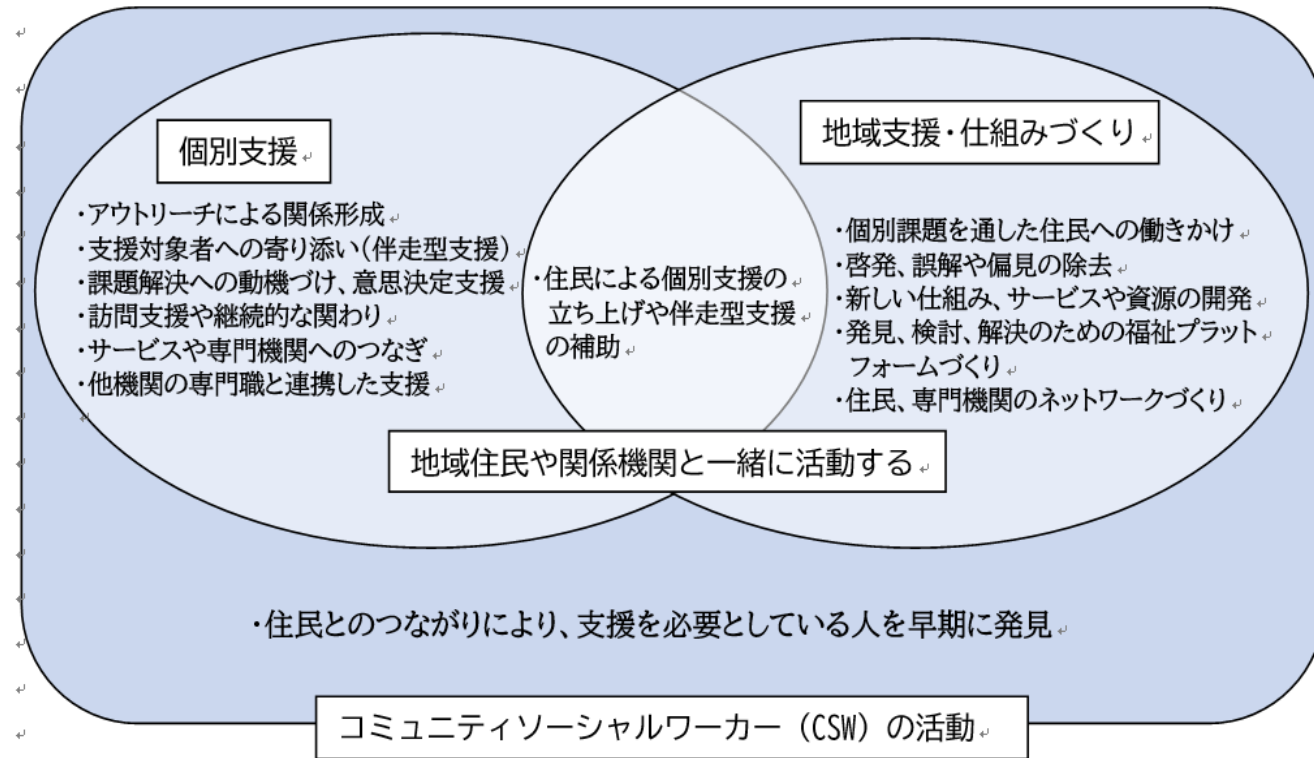 個別支援
・アウトリーチによる関係形成
・支援対象者への寄り添い(伴走型支援)
・課題解決への動機づけ、意思決定支援
・訪問支援や継続的な関わり
・サービスや専門機関へのつなぎ
・他機関の専門職と連携した支援
・住民による個別支援の
立ち上げや伴走型支援
の補助
地域支援・仕組みづくり
・個別課題を通した住民への働きかけ
・啓発、誤解や偏見の除去
・新しい仕組み、サービスや資源の開発
・発見、検討、解決のための福祉プラット
フォームづくり
・住民、専門機関のネットワークづくり
地域住民や関係機関と一緒に活動する
・住民とのつながりにより、支援を必要としている人を早期に発見
コミュニティソーシャルワーカー（CSW）の活動